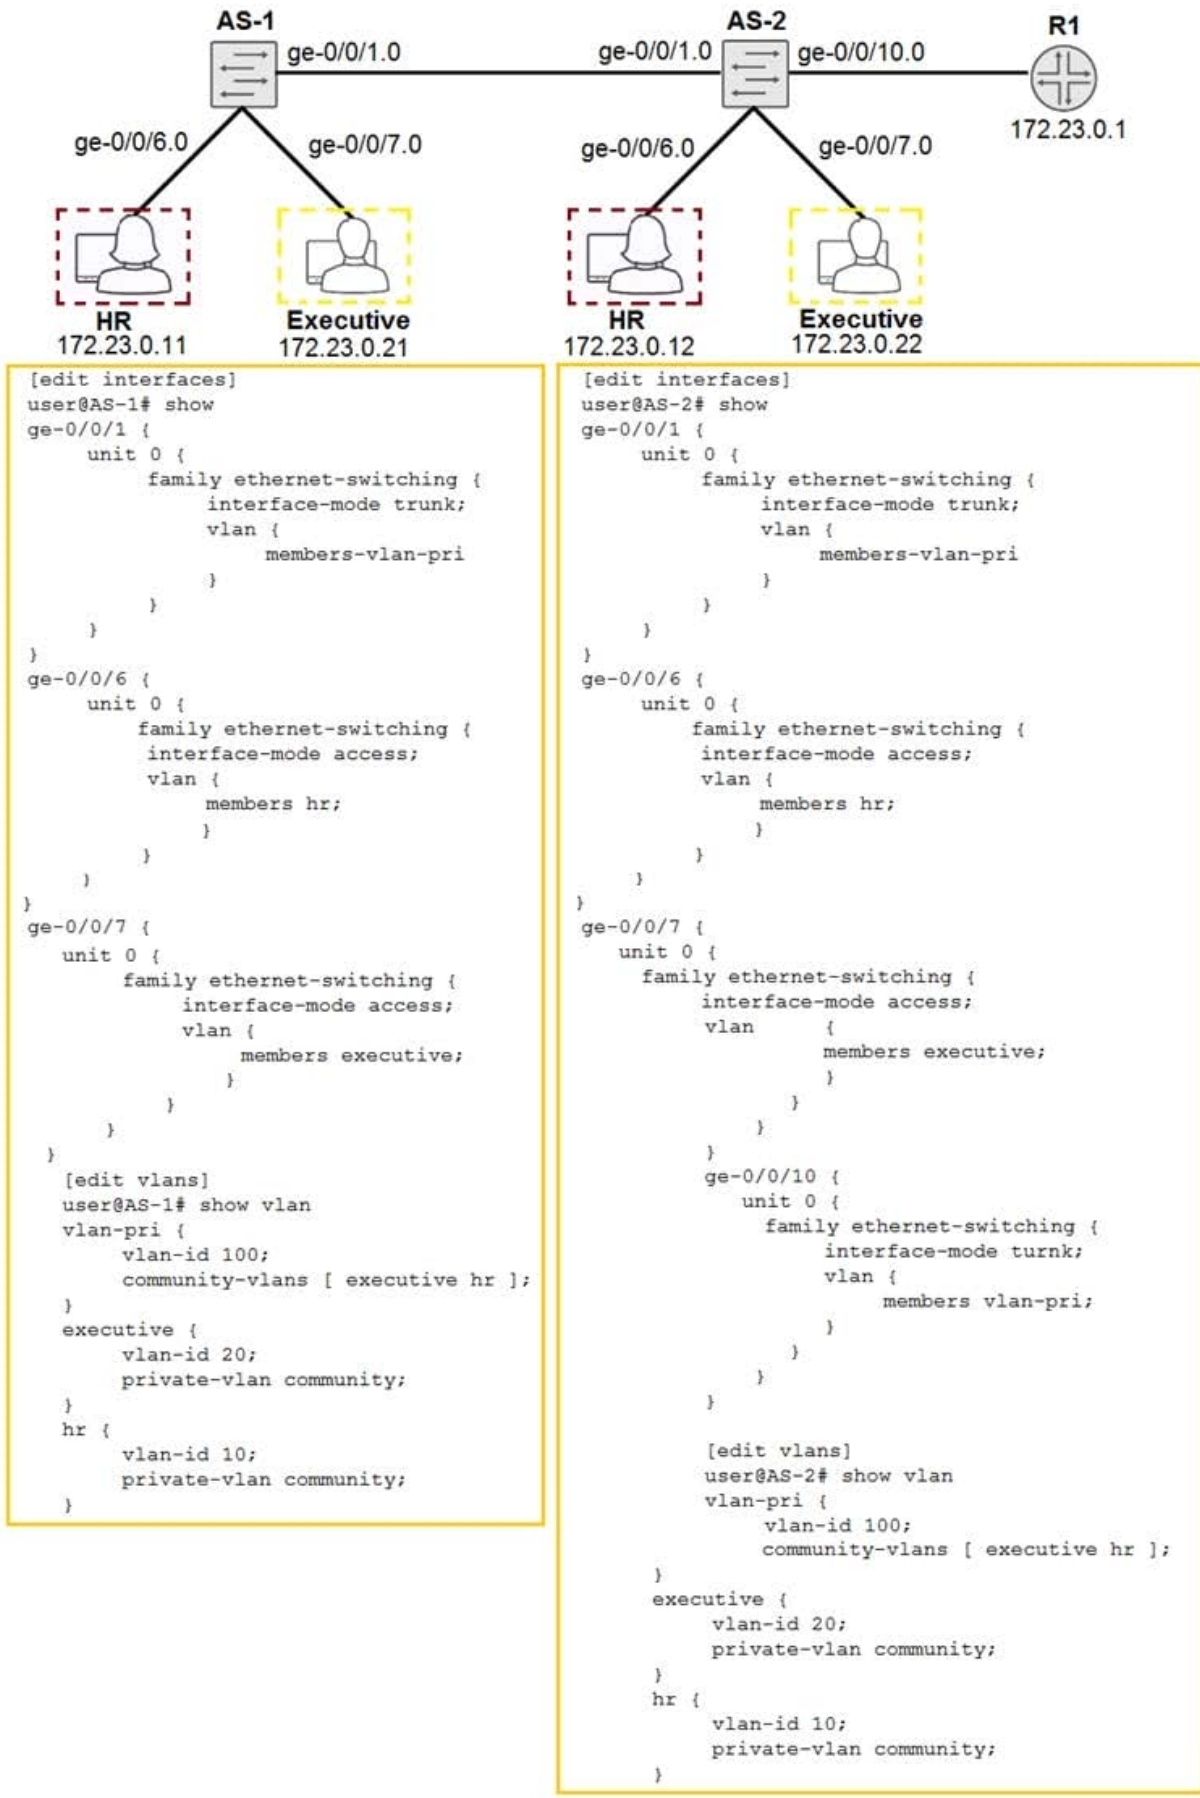 AS-1
AS-2
R1
ge-0/0/1.0
ge-0/0/1.0
ge-0/0/10.0
172.23.0.1
ge-0/0/6.0
ge-0/0/7.0
ge-0/0/6.0
ge-0/0/7.0
HR
172.23.0.11
Executive
172.23.0.21
HR
172.23.0.12
Executive
172.23.0.22
[edit interfaces]
user@AS-1# show
ge-0/0/1 {
unit 0 {
family ethernet-switching {
interface-mode trunk;
vlan {
members-vlan-pri
}
}
}
}
ge-0/0/6 {
unit 0 {
family ethernet-switching {
interface-mode access;
vlan {
members hr;
}
}
}
}
ge-0/0/7 {
unit 0 {
family ethernet-switching {
interface-mode access;
vlan {
members executive;
}
}
}
}
[edit vlans]
user@AS-1# show vlan
vlan-pri {
vlan-id 100;
community-vlans [ executive hr ];
}
executive {
vlan-id 20;
private-vlan community;
}
hr {
vlan-id 10;
private-vlan community;
}
[edit interfaces]
user@AS-2# show
ge-0/0/1 {
unit 0 {
family ethernet-switching {
interface-mode trunk;
vlan {
members-vlan-pri
}
}
}
}
ge-0/0/6 {
unit 0 {
family ethernet-switching {
interface-mode access;
vlan {
members hr;
}
}
}
}
ge-0/0/7 {
unit 0 {
family ethernet-switching {
interface-mode access;
vlan {
members executive;
}
}
}
}
ge-0/0/10 {
unit 0 {
family ethernet-switching {
interface-mode turnk;
vlan {
members vlan-pri;
}
}
}
}
[edit vlans]
user@AS-2# show vlan
vlan-pri {
vlan-id 100;
community-vlans [ executive hr ];
}
executive {
vlan-id 20;
private-vlan community;
}
hr {
vlan-id 10;
private-vlan community;
}